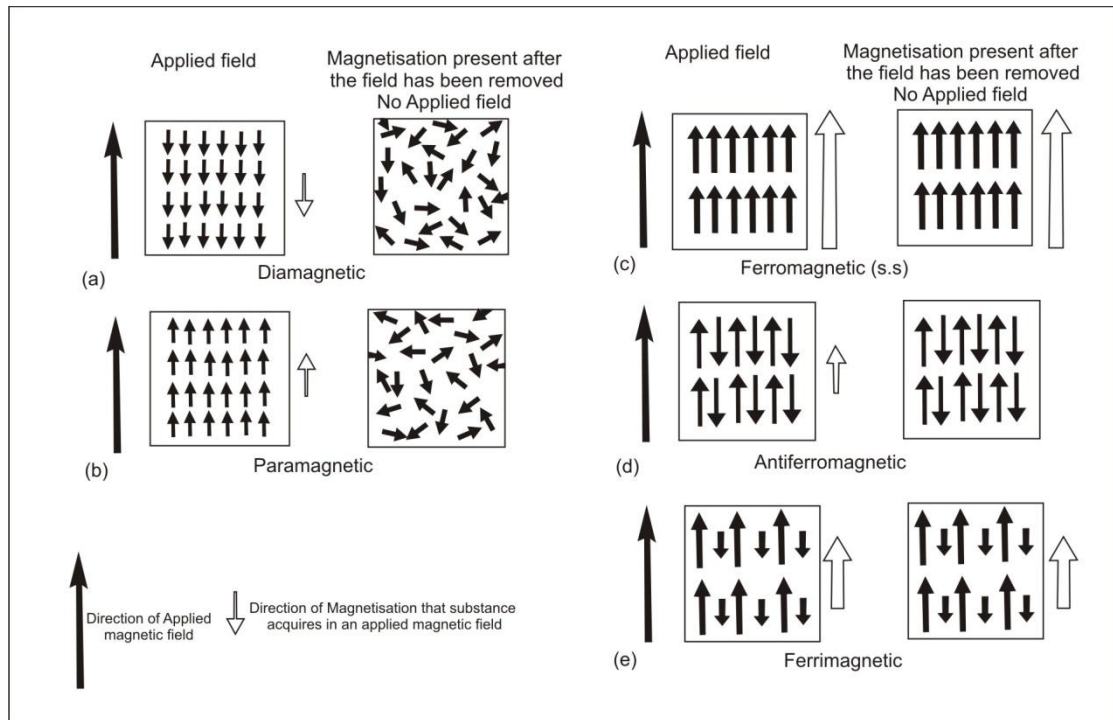 Applied field
Magnetisation present after
the field has been removed
No Applied field
(a)
Diamagnetic
(b)
Paramagnetic
Direction of Applied
magnetic field
Direction of Magnetisation that substance
acquires in an applied magnetic field
Applied field
Magnetisation present after
the field has been removed
No Applied field
(c)
Ferromagnetic (s.s)
(d)
Antiferromagnetic
(e)
Ferrimagnetic